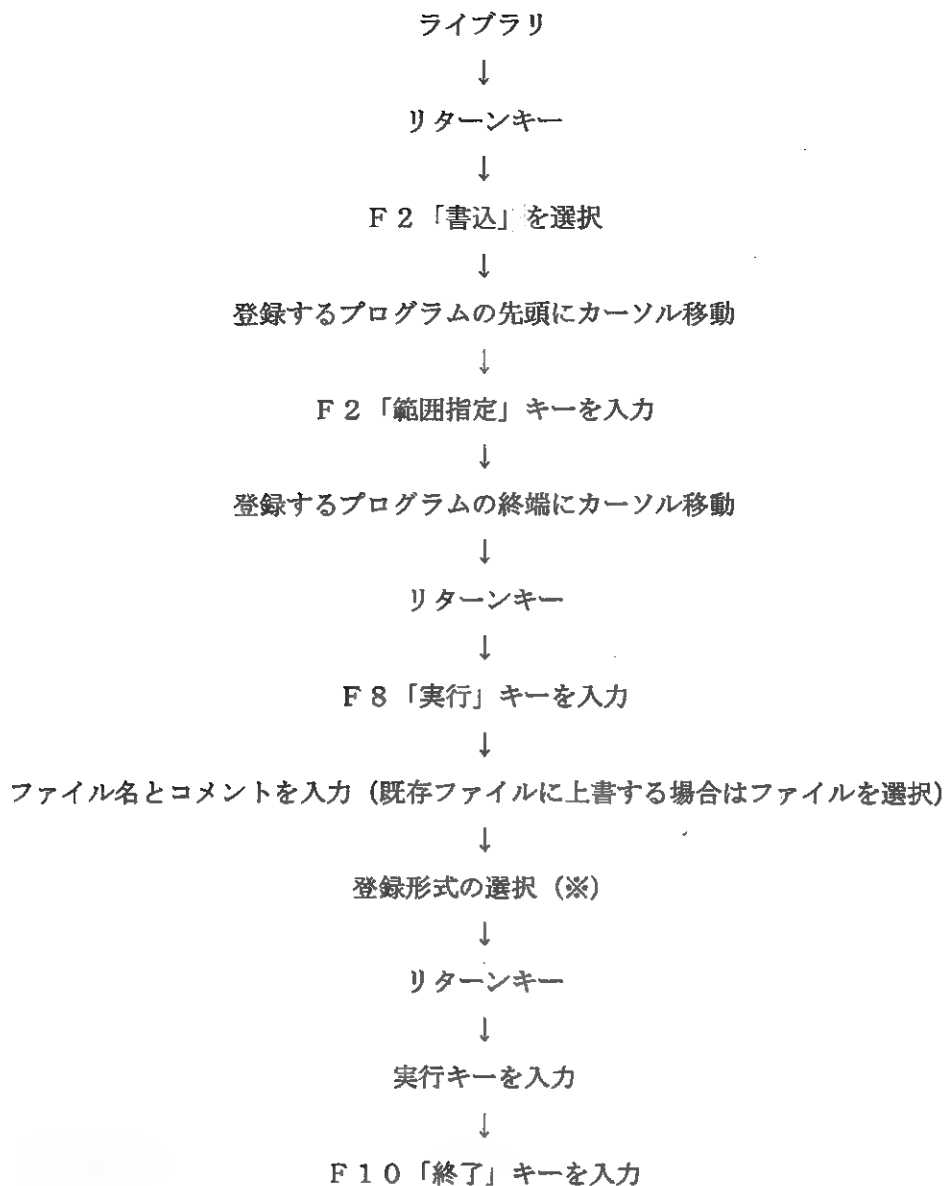 ライブラリ
↓
リターンキー
↓
F2「書込」を選択
↓
登録するプログラムの先頭にカーソル移動
↓
F2「範囲指定」キーを入力
↓
登録するプログラムの終端にカーソル移動
↓
リターンキー
↓
F8「実行」キーを入力
↓
ファイル名とコメントを入力（既存ファイルに上書する場合はファイルを選択）
↓
登録形式の選択（※）
↓
リターンキー
↓
実行キーを入力
↓
F10「終了」キーを入力